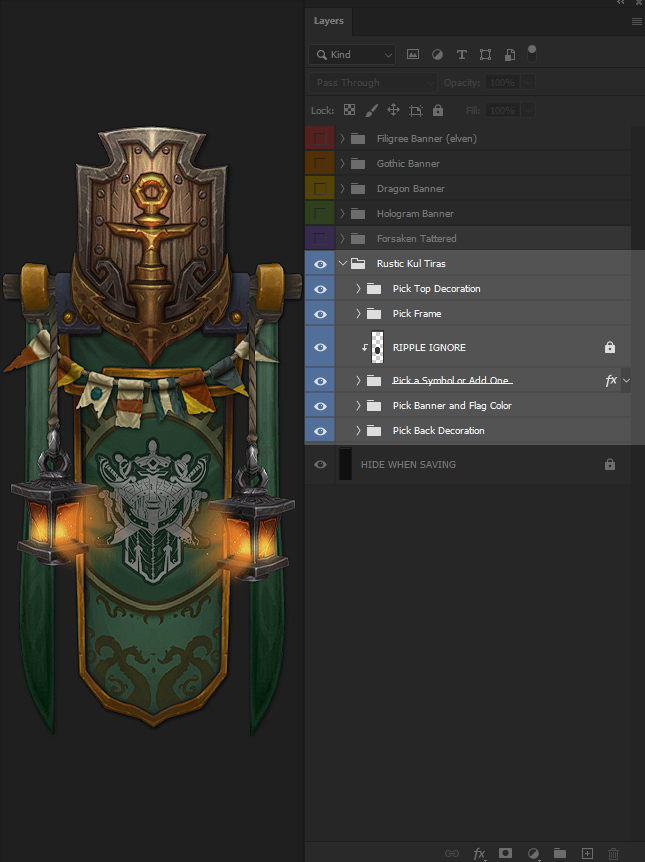 Layers
Kind
Pass Through Opacity: 100%
Lock: Fill: 100%
Filigree Banner (elven)
Gothic Banner
Dragon Banner
Hologram Banner
Forsaken Tattered
Rustic Kul Tiras
Pick Top Decoration
Pick Frame
RIPPLE IGNORE
Pick a Symbol or Add One fx
Pick Banner and Flag Color
Pick Back Decoration
HIDE WHEN SAVING
fx